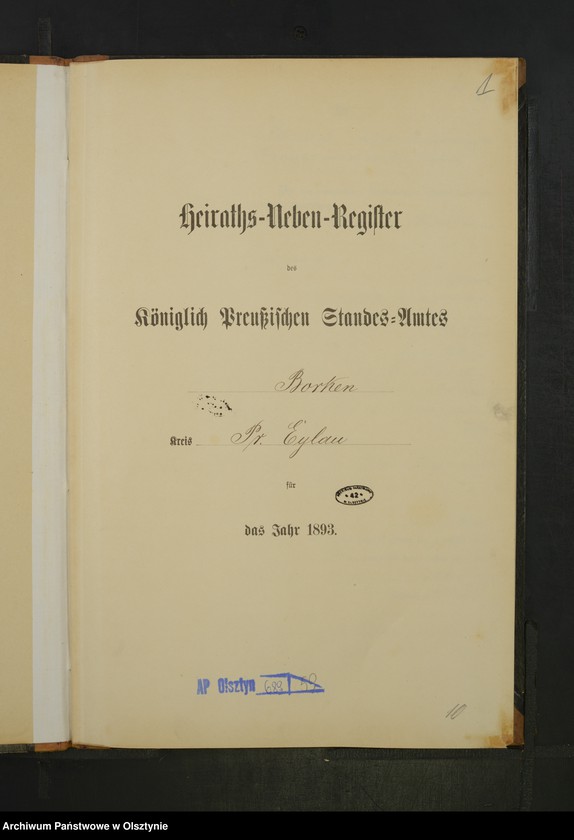 1
Heiraths-Neben-Register
des
Königlich Preußischen Standes-Amtes
Borken
Kreis Pr. Eylau
für
42
das Jahr 1893.
AP Olsztyn
10
Archiwum Państwowe w Olsztynie